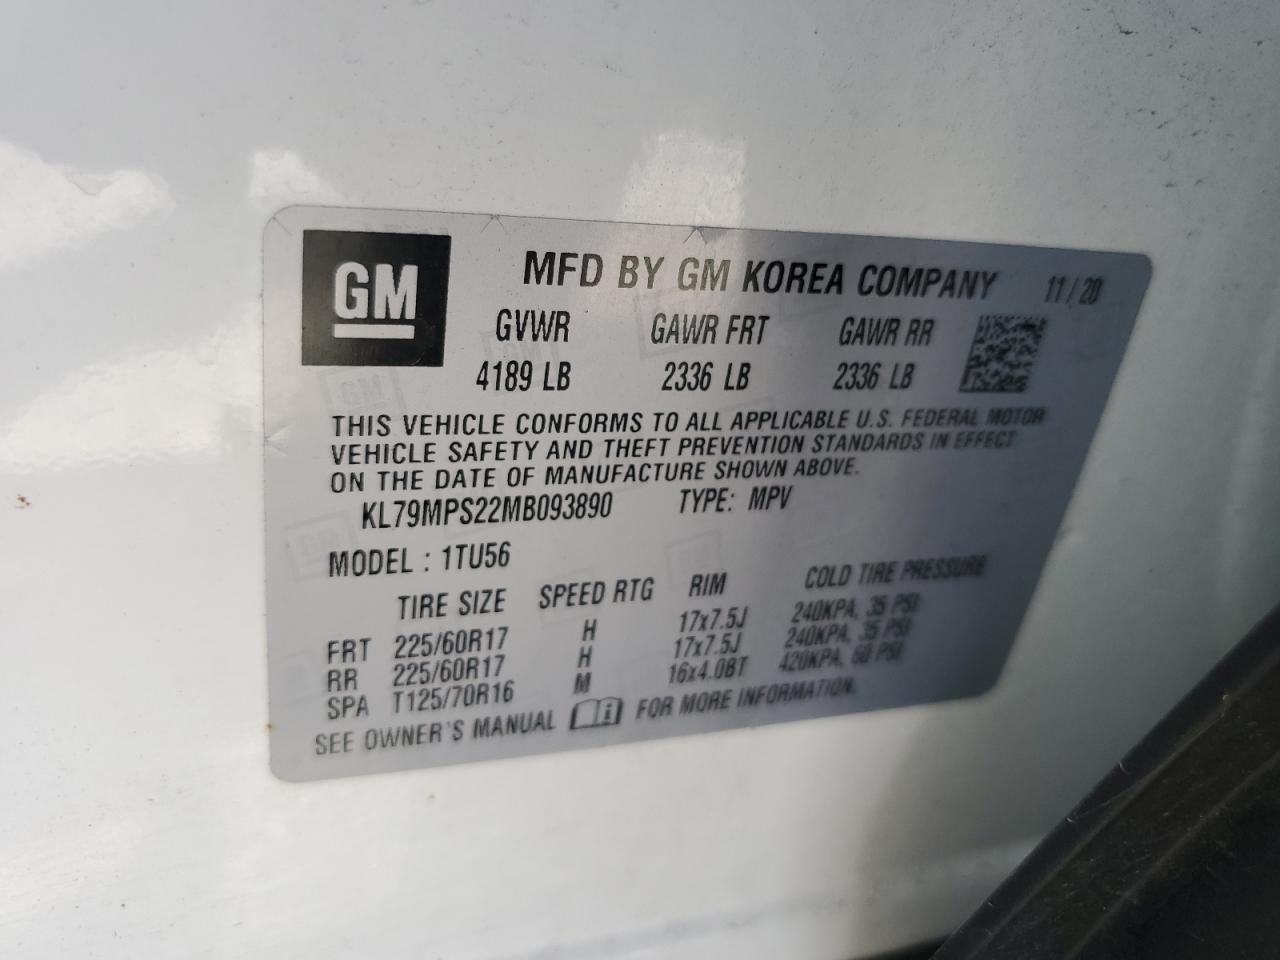 GM
MFD BY GM KOREA COMPANY 11/20
GVWR GAWR FRT GAWR RR
4189 LB 2336 LB 2336 LB
THIS VEHICLE CONFORMS TO ALL APPLICABLE U.S. FEDERAL MOTOR
VEHICLE SAFETY AND THEFT PREVENTION STANDARDS IN EFFECT
ON THE DATE OF MANUFACTURE SHOWN ABOVE.
KL79MPS22MB093890 TYPE: MPV
MODEL : 1TU56
TIRE SIZE SPEED RTG RIM COLD TIRE PRESSURE
FRT 225/60R17 H 17x7.5J 240KPA, 35 PSI
RR 225/60R17 H 17x7.5J 240KPA, 35 PSI
SPA T125/70R16 M 16x4.0BT 420KPA, 60 PSI
SEE OWNER'S MANUAL FOR MORE INFORMATION.